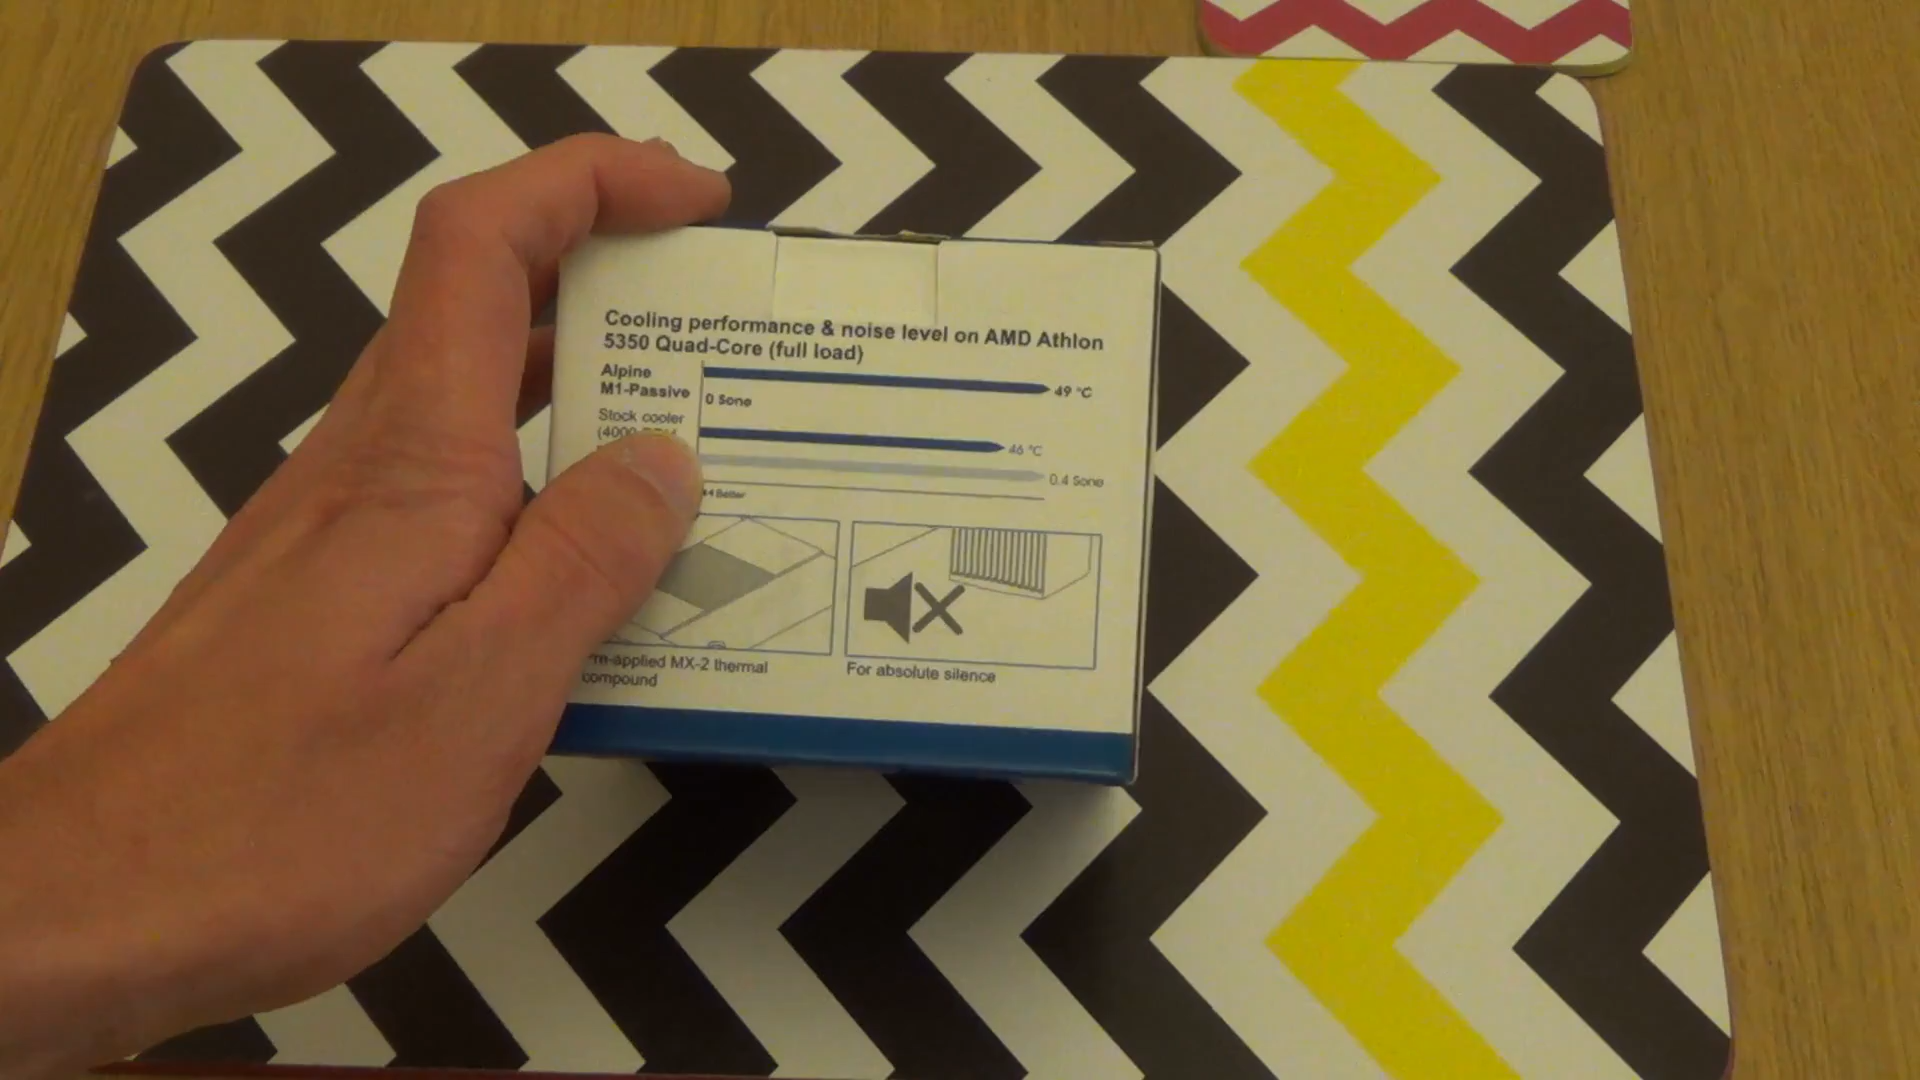 Cooling performance & noise level on AMD Athlon
5350 Quad-Core (full load)
Alpine
M1-Passive
49 °C
0 Sone
Stock cooler
(4000
46 °C
0.4 Sone
Better
MX-2 thermal
compound
For absolute silence